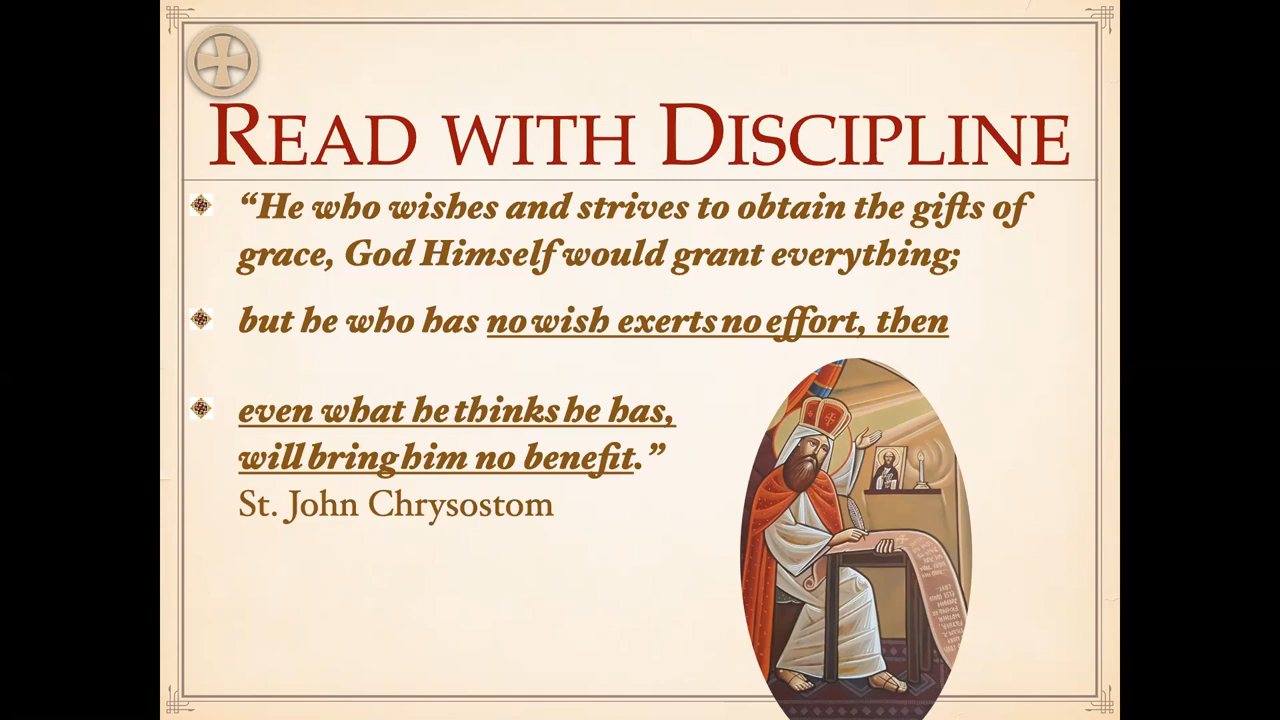 READ WITH DISCIPLINE
“He who wishes and strives to obtain the gifts of
grace, God Himself would grant everything;
but he who has no wish exerts no effort, then
even what he thinks he has,
will bring him no benefit.”
St. John Chrysostom